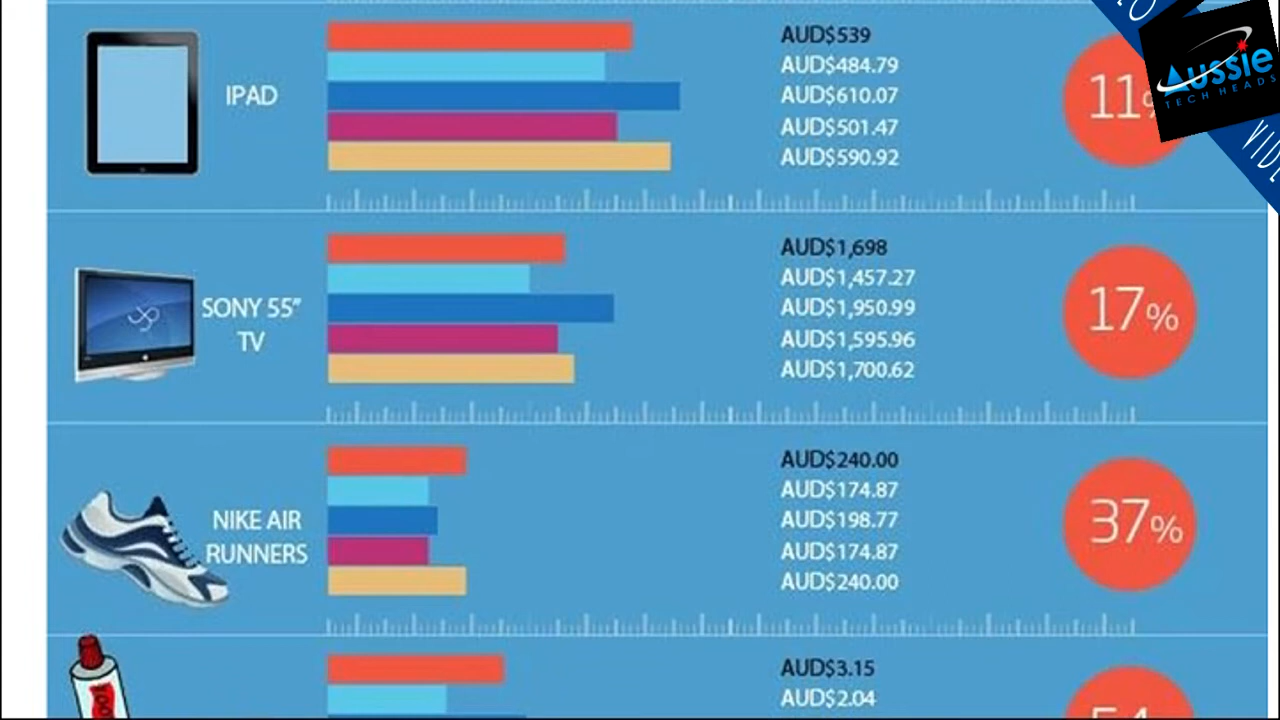 IPAD
AUD$539
AUD$484.79
AUD$610.07
AUD$501.47
AUD$590.92
11%
Aussie
TECH HEADS
SONY 55"
TV
AUD$1,698
AUD$1,457.27
AUD$1,950.99
AUD$1,595.96
AUD$1,700.62
17%
NIKE AIR
RUNNERS
AUD$240.00
AUD$174.87
AUD$198.77
AUD$174.87
AUD$240.00
37%
AUD$3.15
AUD$2.04